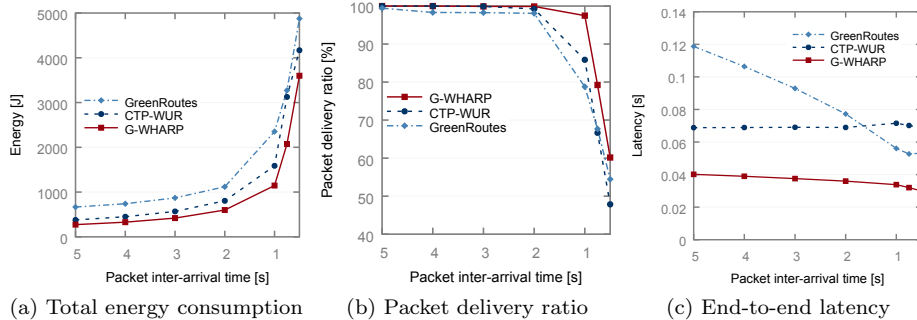 5000
4000
3000
2000
1000
0
Energy [J]
GreenRoutes
CTP-WUR
G-WHARP
5 4 3 2 1
Packet inter-arrival time [s]
(a) Total energy consumption
100
90
80
70
60
50
40
Packet delivery ratio [%]
G-WHARP
CTP-WUR
GreenRoutes
5 4 3 2 1
Packet inter-arrival time [s]
(b) Packet delivery ratio
0.14
0.12
0.1
0.08
0.06
0.04
0.02
0
Latency [s]
GreenRoutes
CTP-WUR
G-WHARP
5 4 3 2 1
Packet inter-arrival time [s]
(c) End-to-end latency